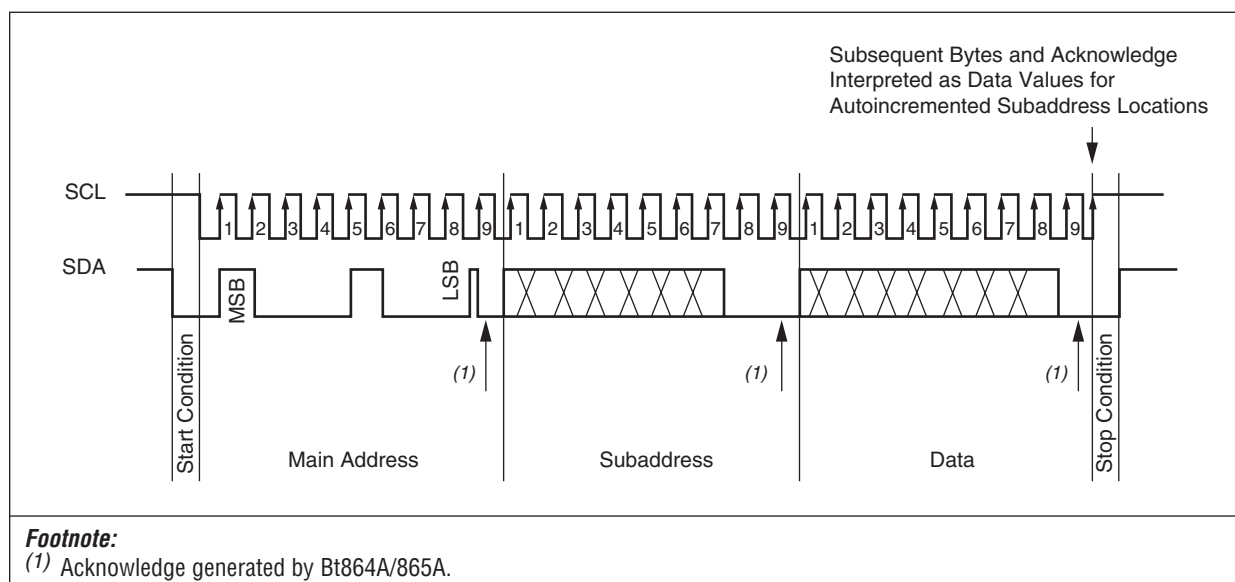 Subsequent Bytes and Acknowledge
Interpreted as Data Values for
Autoincremented Subaddress Locations
SCL
1 2 3 4 5 6 7 8 9 1 2 3 4 5 6 7 8 9 1 2 3 4 5 6 7 8 9
SDA
MSB
LSB
(1) (1) (1)
Start Condition
Main Address
Subaddress
Data
Stop Condition
Footnote:
(1) Acknowledge generated by Bt864A/865A.